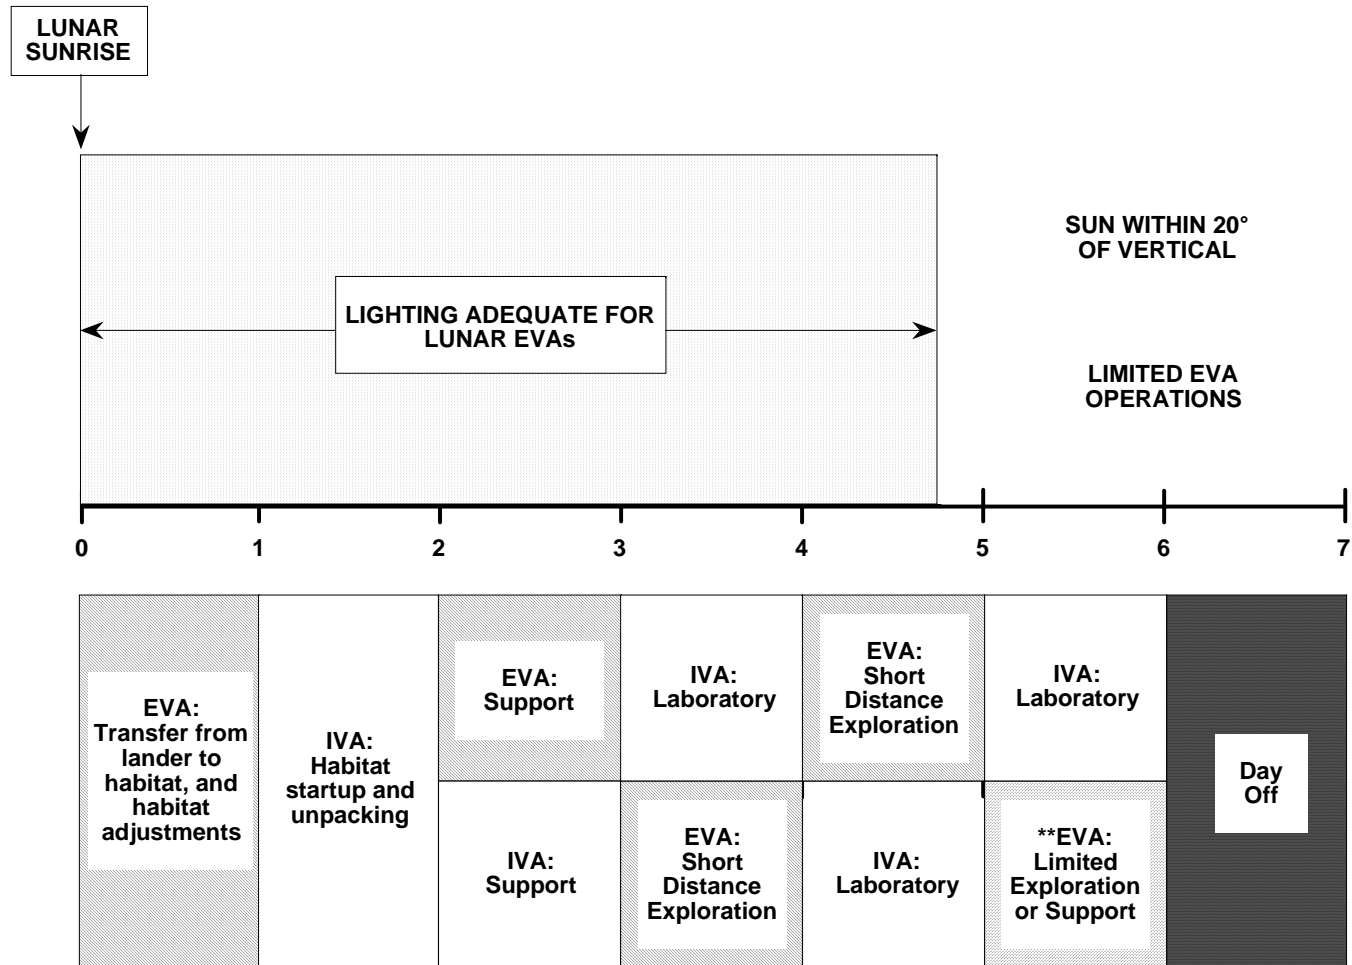 LUNAR
SUNRISE
SUN WITHIN 20°
OF VERTICAL
LIGHTING ADEQUATE FOR
LUNAR EVAs
LIMITED EVA
OPERATIONS
0 1 2 3 4 5 6 7
EVA:
Transfer from
lander to
habitat, and
habitat
adjustments
IVA:
Habitat
startup and
unpacking
EVA:
Support
IVA:
Support
IVA:
Laboratory
EVA:
Short
Distance
Exploration
EVA:
Short
Distance
Exploration
IVA:
Laboratory
IVA:
Laboratory
**EVA:
Limited
Exploration
or Support
Day
Off